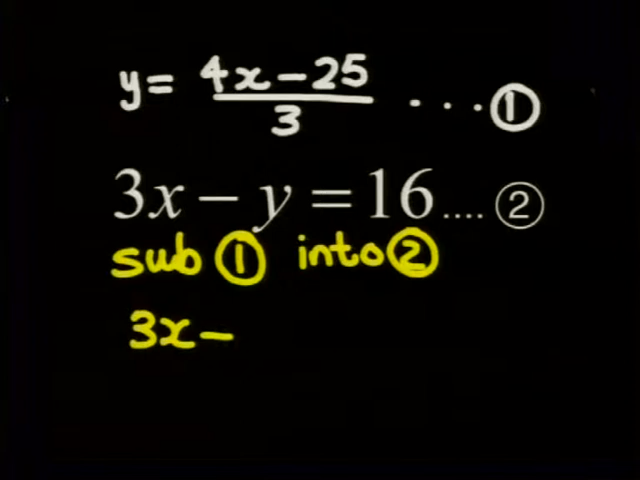 y = 4x - 25 / 3 ...①
3x − y = 16 .... ②
sub ① into ②
3x −